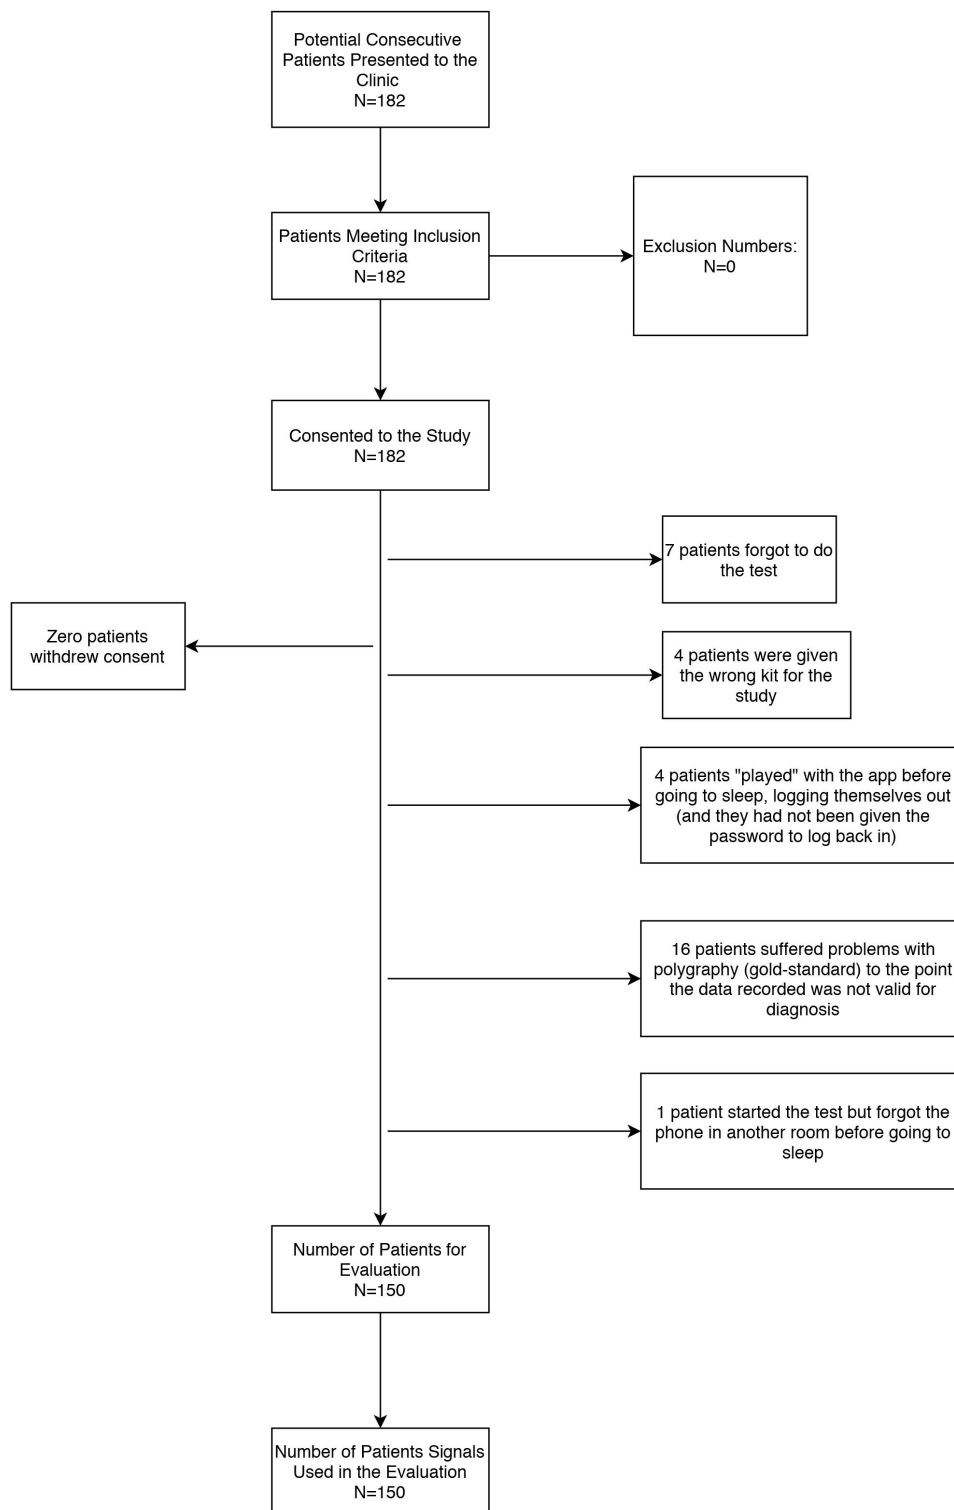 Potential Consecutive
Patients Presented to the
Clinic
N=182
Patients Meeting Inclusion
Criteria
N=182
Exclusion Numbers:
N=0
Consented to the Study
N=182
7 patients forgot to do
the test
Zero patients
withdrew consent
4 patients were given
the wrong kit for the
study
4 patients "played" with the app before
going to sleep, logging themselves out
(and they had not been given the
password to log back in)
16 patients suffered problems with
polygraphy (gold-standard) to the point
the data recorded was not valid for
diagnosis
1 patient started the test but forgot the
phone in another room before going to
sleep
Number of Patients for
Evaluation
N=150
Number of Patients Signals
Used in the Evaluation
N=150